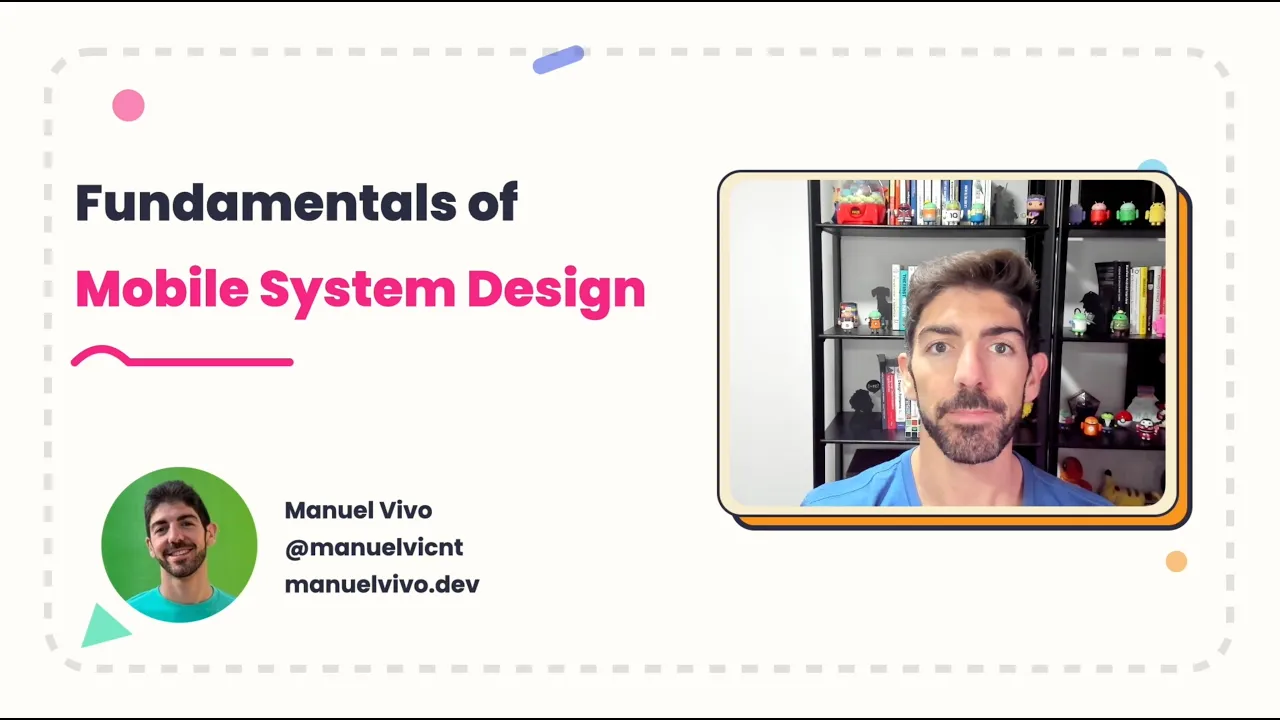 Fundamentals of
Mobile System Design
Manuel Vivo
@manuelvicnt
manuelvivo.dev